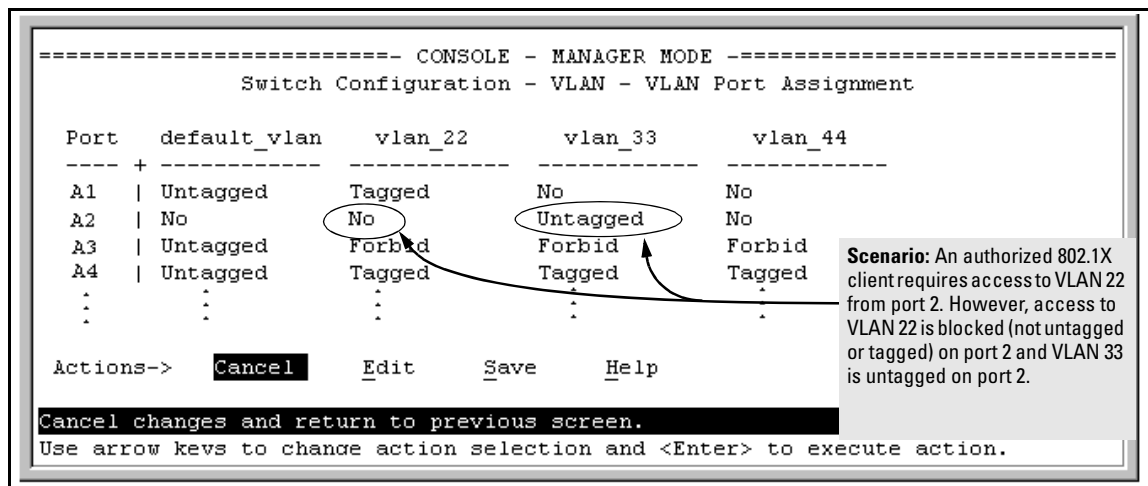 ==========================- CONSOLE - MANAGER MODE -============================
Switch Configuration - VLAN - VLAN Port Assignment
Port default_vlan vlan_22 vlan_33 vlan_44
---- + ------------ ------------ ------------ ------------
A1 | Untagged Tagged No No
A2 | No No Untagged No
A3 | Untagged Forbid Forbid Forbid
A4 | Untagged Tagged Tagged Tagged
Scenario: An authorized 802.1X
client requires access to VLAN 22
from port 2. However, access to
VLAN 22 is blocked (not untagged
or tagged) on port 2 and VLAN 33
is untagged on port 2.
Actions-> Cancel Edit Save Help
Cancel changes and return to previous screen.
Use arrow keys to change action selection and <Enter> to execute action.